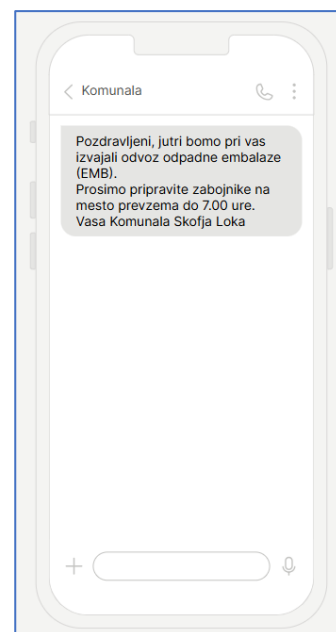 Komunala
Pozdravljeni, jutri bomo pri vas
izvajali odvoz odpadne embalaze
(EMB).
Prosimo pripravite zabojnike na
mesto prevzema do 7.00 ure.
Vasa Komunala Skofja Loka